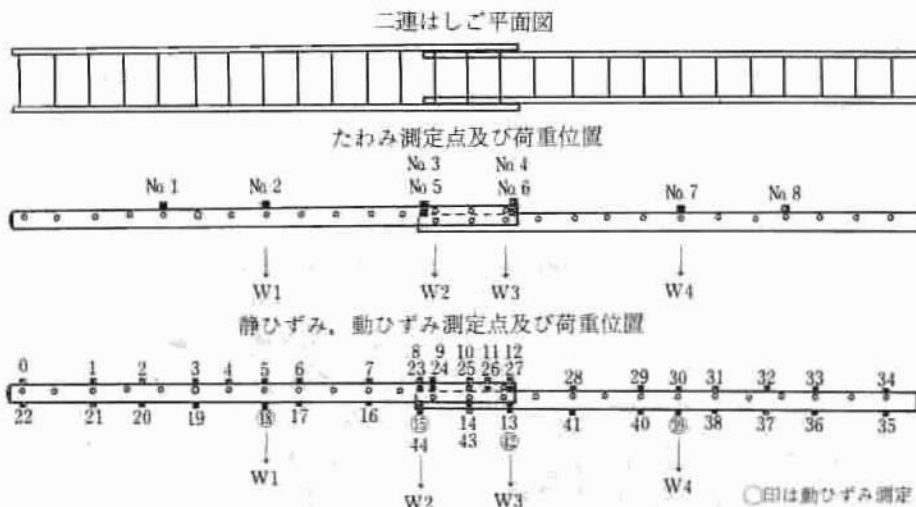 二連はしご平面図
たわみ測定点及び荷重位置
No.3 No.4
No.1 No.2 No.5 No.6 No.7 No.8
W1 W2 W3 W4
静ひずみ，動ひずみ測定点及び荷重位置
8 9 10 11 12
0 1 2 3 4 5 6 7 23 24 25 26 27 28 29 30 31 32 33 34
22 21 20 19 ⑱ 17 16 ⑮ 14 13 41 40 ㊴ 38 37 36 35
44 43 ㊷
W1 W4
W2 W3
○印は動ひずみ測定